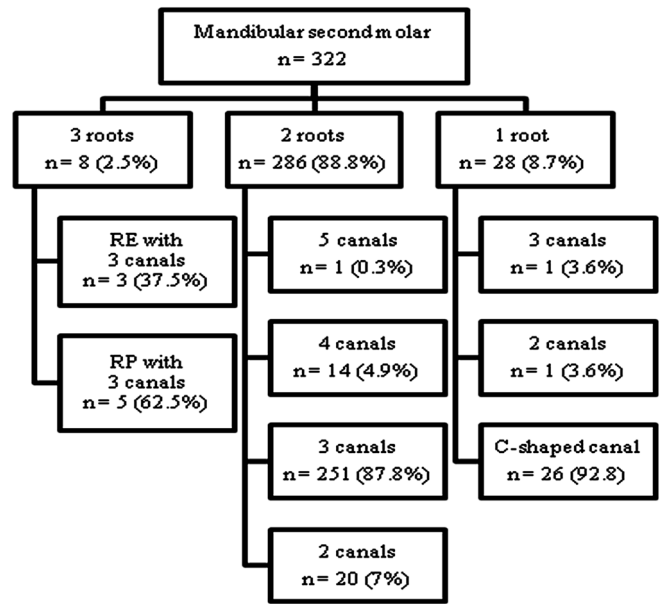 Mandibular second molar
n= 322
3 roots
n= 8 (2.5%)
2 roots
n= 286 (88.8%)
1 root
n= 28 (8.7%)
RE with
3 canals
n= 3 (37.5%)
RP with
3 canals
n= 5 (62.5%)
5 canals
n= 1 (0.3%)
4 canals
n= 14 (4.9%)
3 canals
n= 251 (87.8%)
2 canals
n= 20 (7%)
3 canals
n= 1 (3.6%)
2 canals
n= 1 (3.6%)
C-shaped canal
n= 26 (92.8)